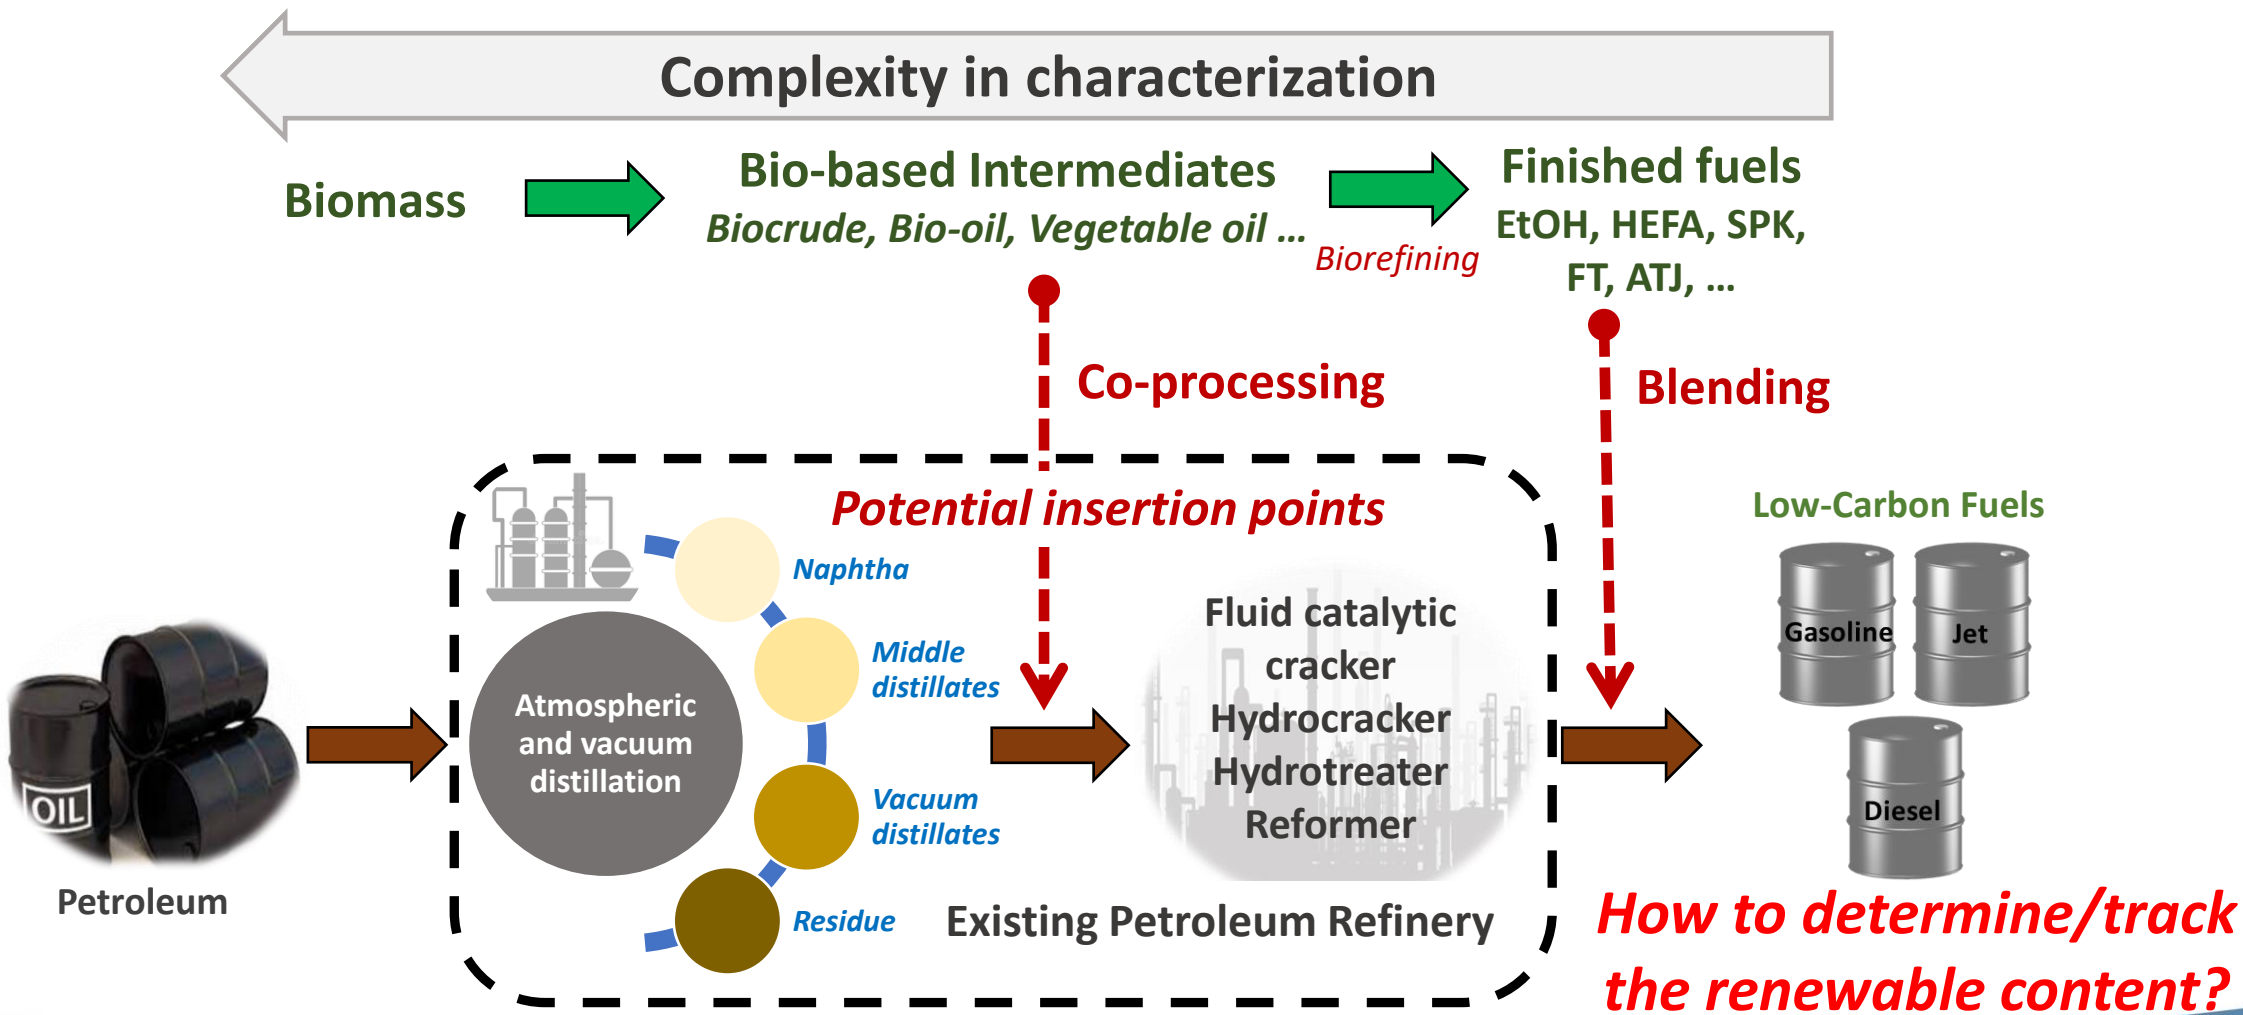 Complexity in characterization
Biomass
Bio-based Intermediates
Biocrude, Bio-oil, Vegetable oil ...
Biorefining
Finished fuels
EtOH, HEFA, SPK,
FT, ATJ, ...
Co-processing
Blending
Potential insertion points
Naphtha
Middle
distillates
Vacuum
distillates
Residue
Atmospheric
and vacuum
distillation
Fluid catalytic
cracker
Hydrocracker
Hydrotreater
Reformer
Existing Petroleum Refinery
OIL
Petroleum
Low-Carbon Fuels
Gasoline
Jet
Diesel
How to determine/track
the renewable content?